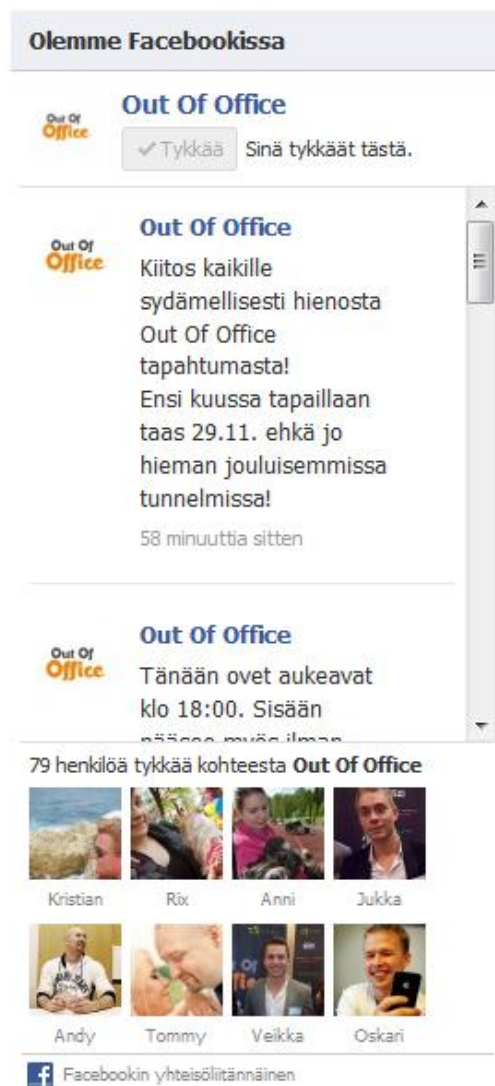 Olemme Facebookissa
Out Of
Office
Out Of Office
Tykkää Sinä tykkäät tästä.
Out Of
Office
Out Of Office
Kiitos kaikille
sydämellisesti hienosta
Out Of Office
tapahtumasta!
Ensi kuussa tapaillaan
taas 29.11. ehkä jo
hieman jouluisemmissa
tunnelmissa!
58 minuuttia sitten
Out Of
Office
Out Of Office
Tänään ovet aukeavat
klo 18:00. Sisään
pääsee myös ilman
79 henkilöä tykkää kohteesta Out Of Office
Kristian Rix Anni Jukka
Andy Tommy Veikka Oskari
Facebookin yhteisöliitännäinen